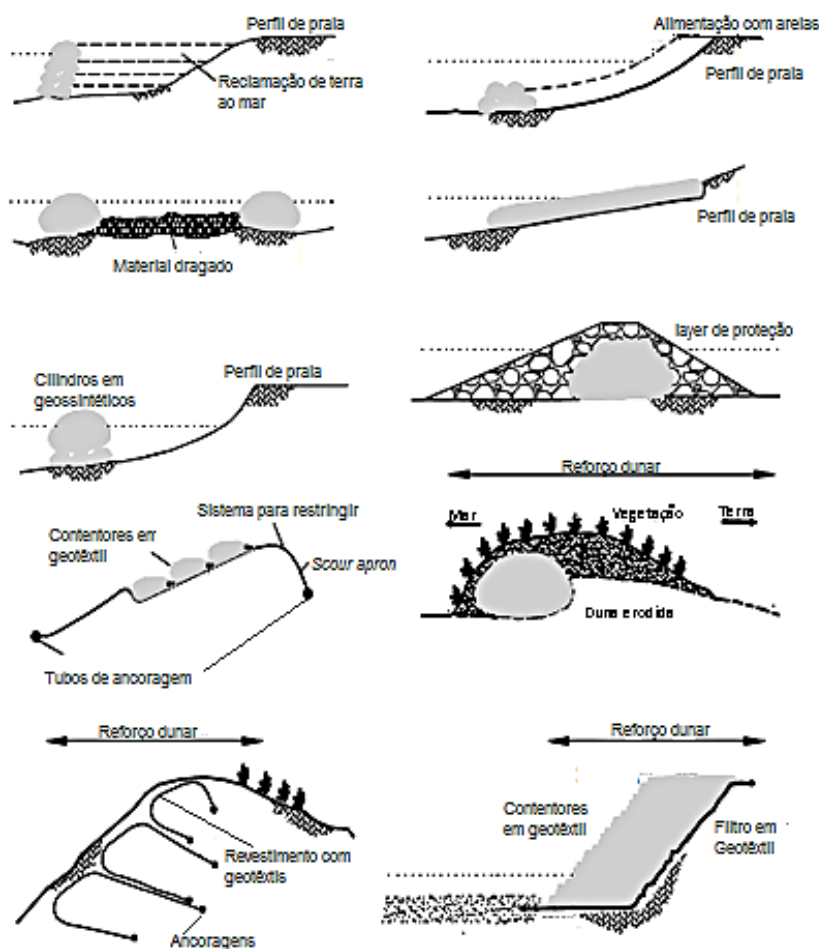 Perfil de praia
Reclamação de terra
ao mar
Alimentação com areias
Perfil de praia
Material dragado
Perfil de praia
Cilindros em
geossintéticos
Perfil de praia
layer de proteção
Reforço dunar
Sistema para restringir
Contentores em
geotêxtil
Scour apron
Tubos de ancoragem
Mar
Vegetação
Terra
Duna erodida
Reforço dunar
Revestimento com
geotêxtis
Ancoragens
Reforço dunar
Contentores
em geotêxtil
Filtro em
Geotêxtil